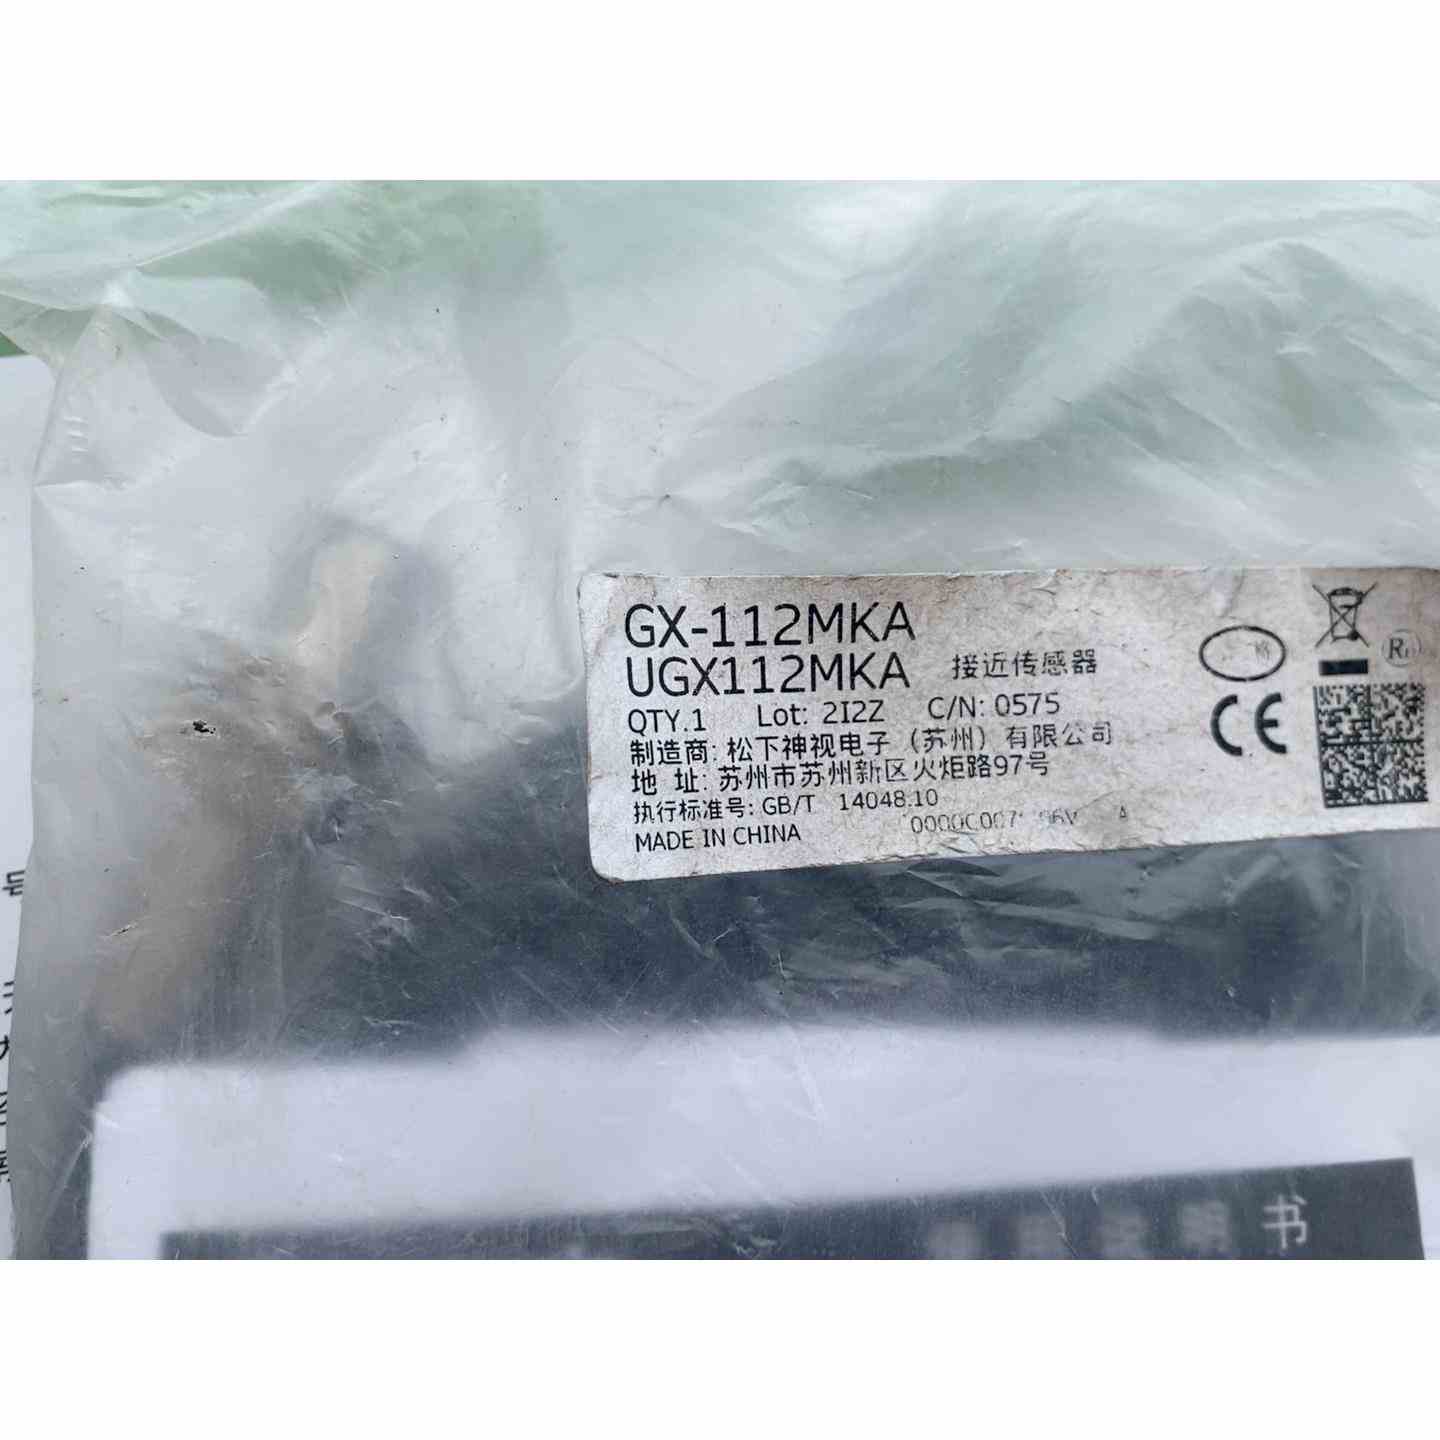 GX-112MKA
UGX112MKA 接近传感器
QTY.1 Lot: 2I2Z C/N: 0575
制造商: 松下神视电子（苏州）有限公司
地 址: 苏州市苏州新区火炬路97号
执行标准号: GB/T 14048.10
MADE IN CHINA
格
CE
书